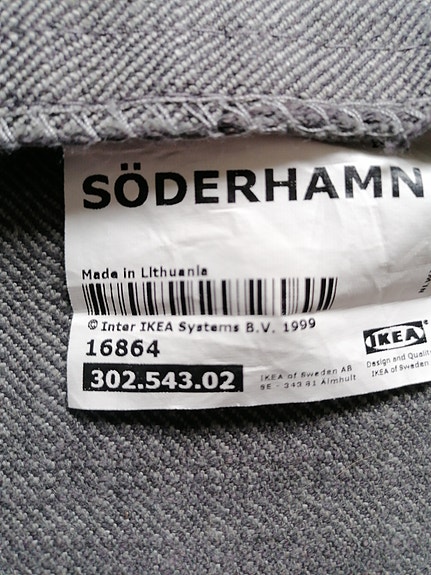 SÖDERHAMN
Made in Lithuania
© Inter IKEA Systems B.V. 1999
16864
302.543.02
IKEA
Design and Quality
IKEA of Sweden
IKEA of Sweden AB
SE - 343 81 Älmhult